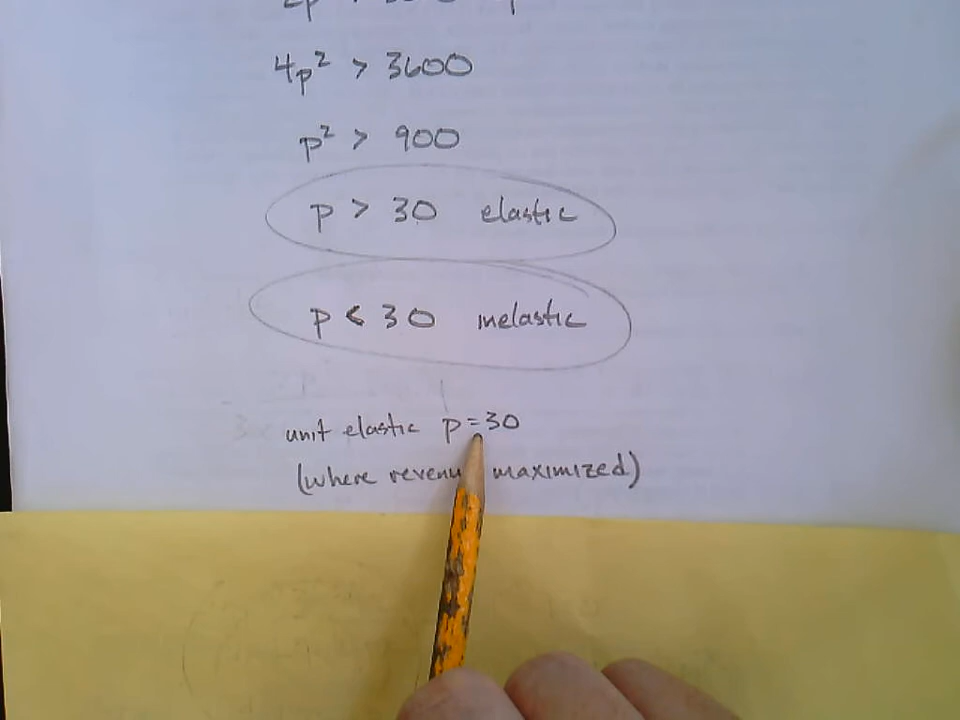 4p² > 3600
p² > 900
p > 30 elastic
p < 30 inelastic
unit elastic p=30
(where revenue maximized)